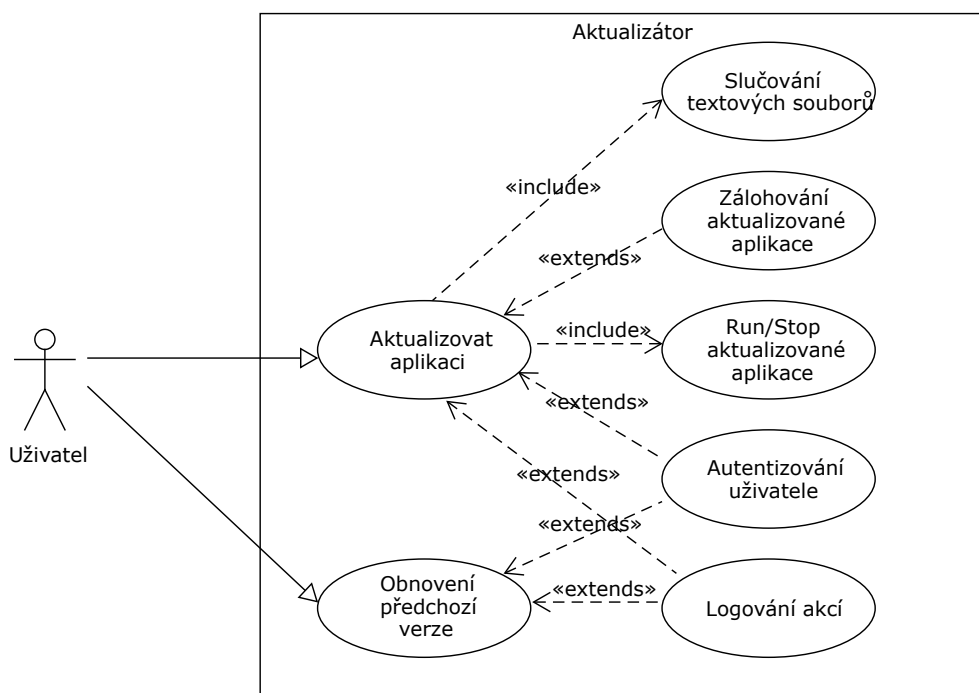 Aktualizátor
Slučování
textových souborů
«include»
Zálohování
aktualizované
aplikace
«extends»
Aktualizovat
aplikaci
«include»
Run/Stop
aktualizované
aplikace
«extends»
Uživatel
Autentizování
uživatele
«extends»
«extends»
Obnovení
předchozí
verze
«extends»
Logování akcí